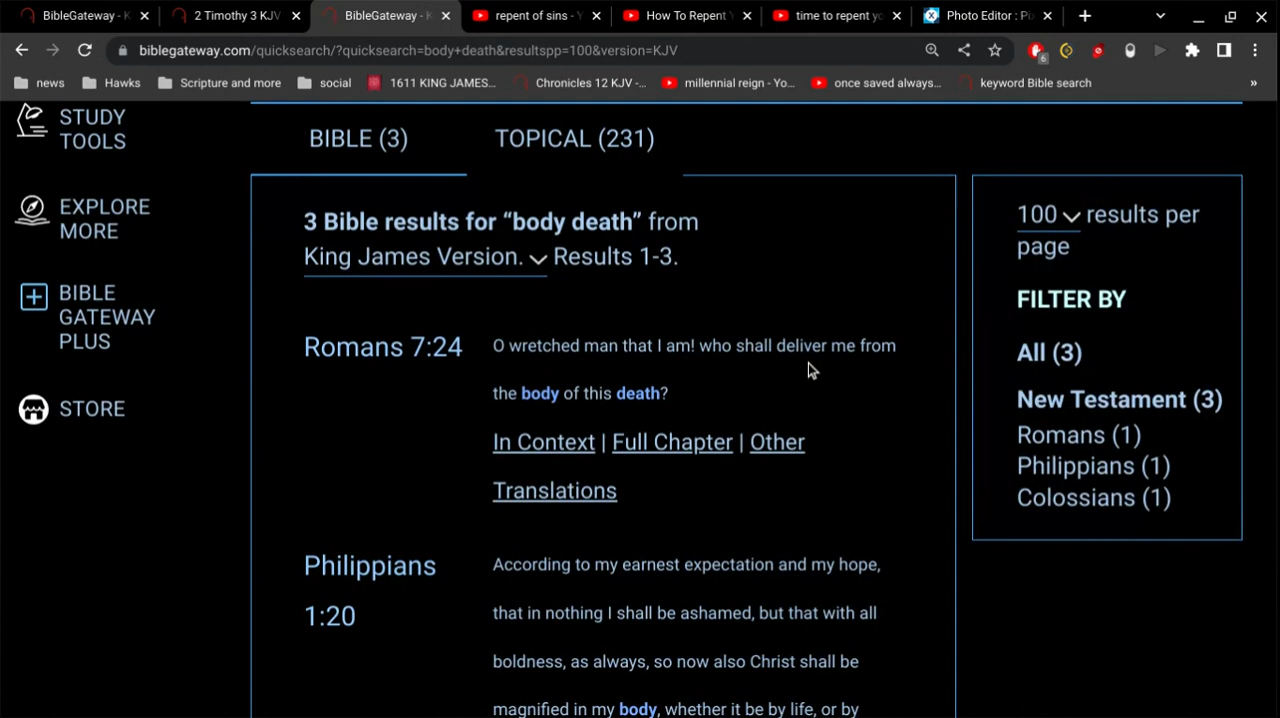 BibleGateway - K
2 Timothy 3 KJV
BibleGateway - K
repent of sins - Y
How To Repent
time to repent yo
Photo Editor : Pix
biblegateway.com/quicksearch/?quicksearch=body+death&resultspp=100&version=KJV
6
news
Hawks
Scripture and more
social
1611 KING JAMES...
Chronicles 12 KJV -...
millennial reign - Yo...
once saved always...
keyword Bible search
»
STUDY
TOOLS
EXPLORE
MORE
BIBLE
GATEWAY
PLUS
STORE
BIBLE (3)
TOPICAL (231)
3 Bible results for “body death” from
King James Version. Results 1-3.
Romans 7:24
O wretched man that I am! who shall deliver me from
the body of this death?
In Context | Full Chapter | Other
Translations
Philippians
1:20
According to my earnest expectation and my hope,
that in nothing I shall be ashamed, but that with all
boldness, as always, so now also Christ shall be
magnified in my body, whether it be by life, or by
100 results per
page
FILTER BY
All (3)
New Testament (3)
Romans (1)
Philippians (1)
Colossians (1)